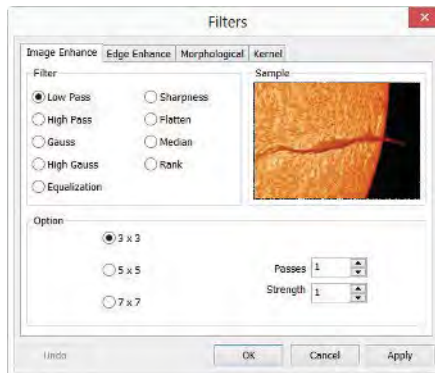 Filters
Image Enhance Edge Enhance Morphological Kernel
Filter
Sample
Low Pass Sharpness
High Pass Flatten
Gauss Median
High Gauss Rank
Equalization
Option
3 x 3
5 x 5
Passes 1
Strength 1
7 x 7
Undo OK Cancel Apply